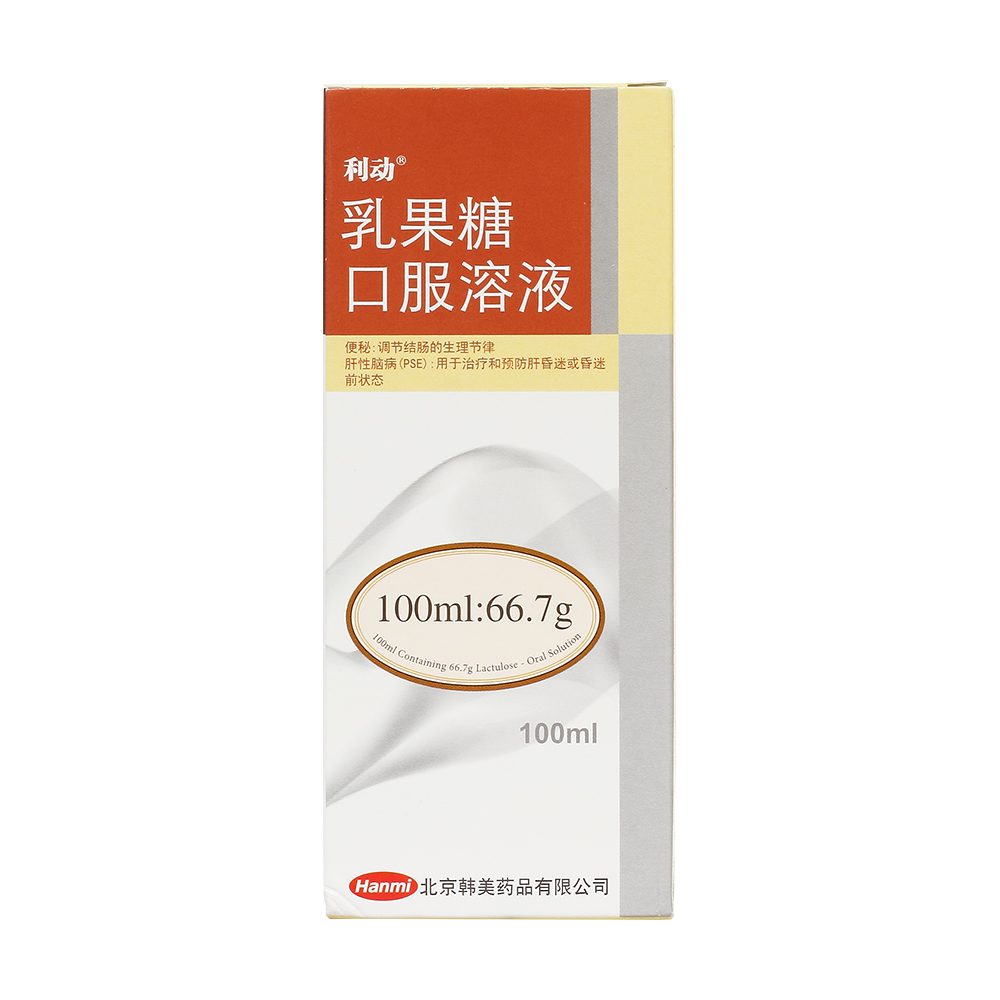 利动®
乳果糖
口服溶液
便秘:调节结肠的生理节律
肝性脑病(PSE):用于治疗和预防肝昏迷或昏迷
前状态
100ml:66.7g
100ml Containing 66.7g Lactulose - Oral Solution
100ml
Hanmi 北京韩美药品有限公司